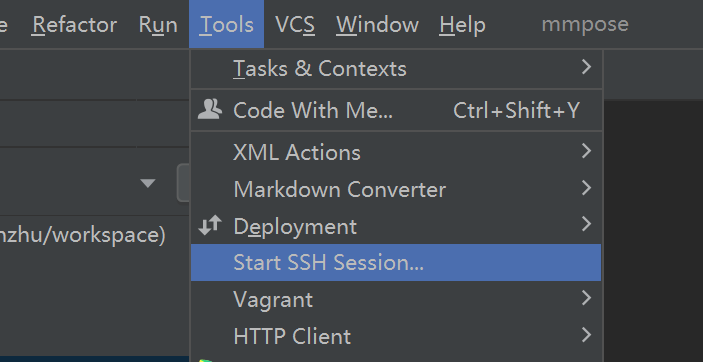 Refactor Run Tools VCS Window Help mmpose
Tasks & Contexts
Code With Me... Ctrl+Shift+Y
XML Actions
Markdown Converter
Deployment
nzhu/workspace)
Start SSH Session...
Vagrant
HTTP Client